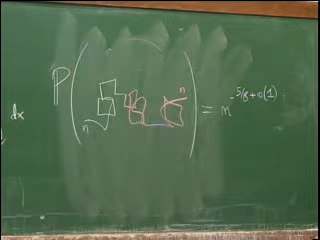 dx
P( n n ) = n^{-5/8+o(1)}.